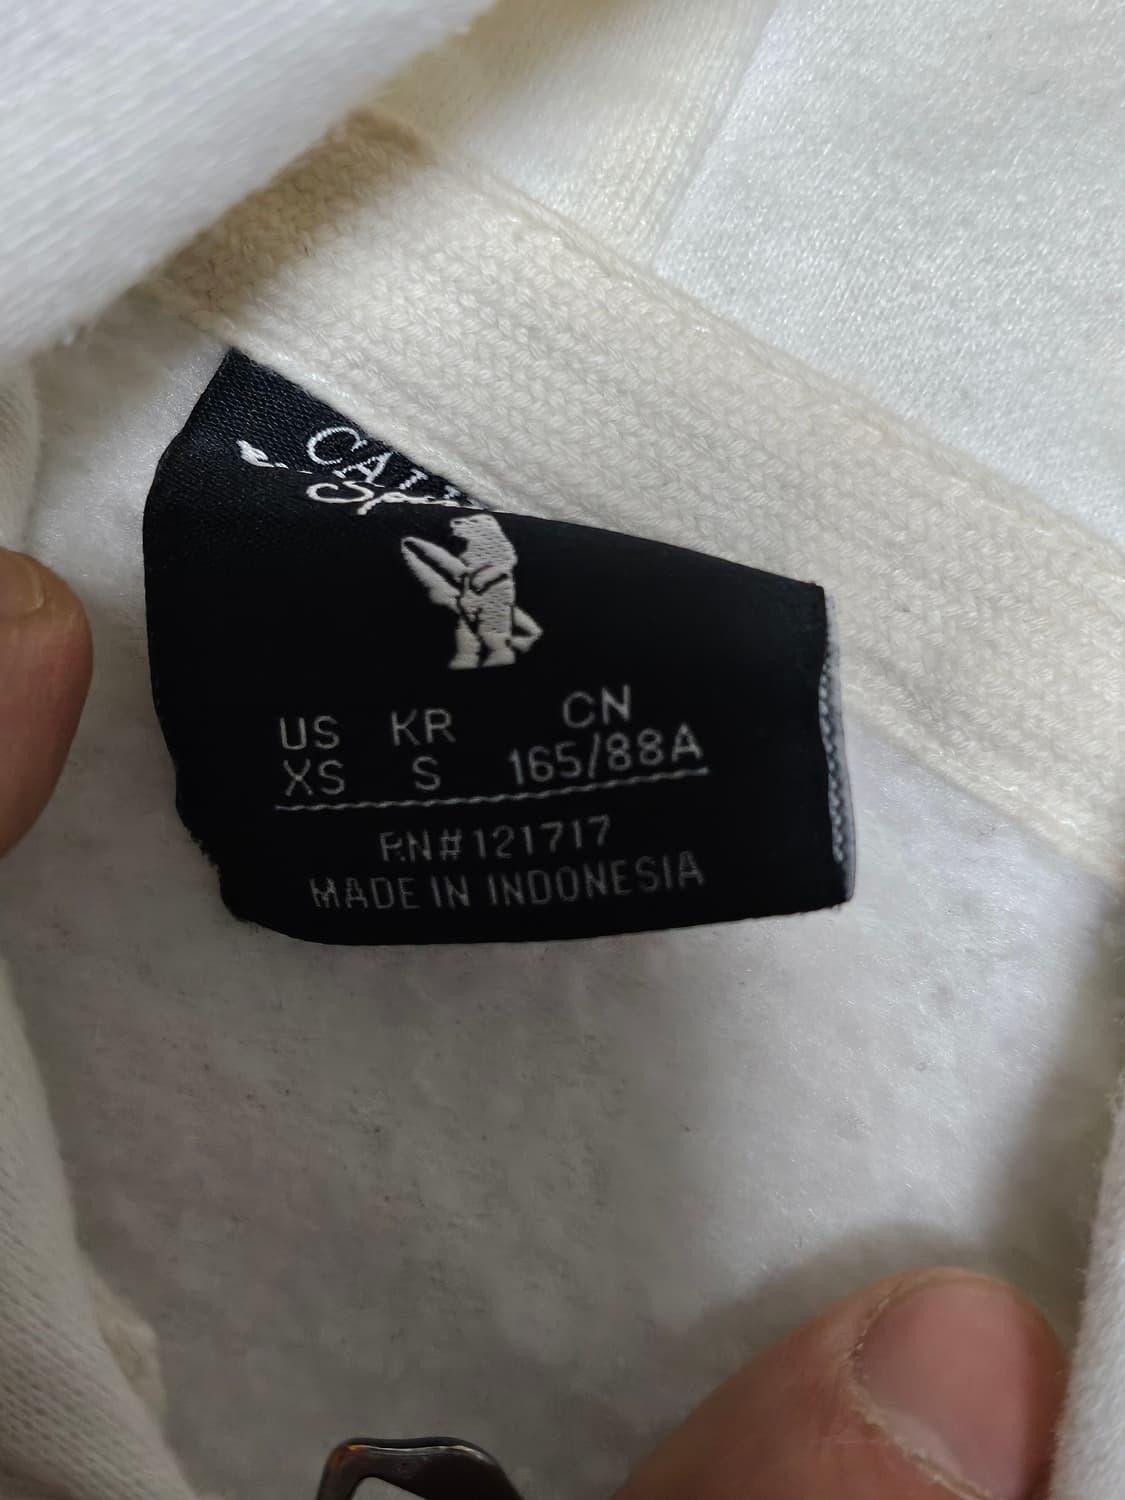 US KR CN
XS S 165/88A
RN#121717
MADE IN INDONESIA